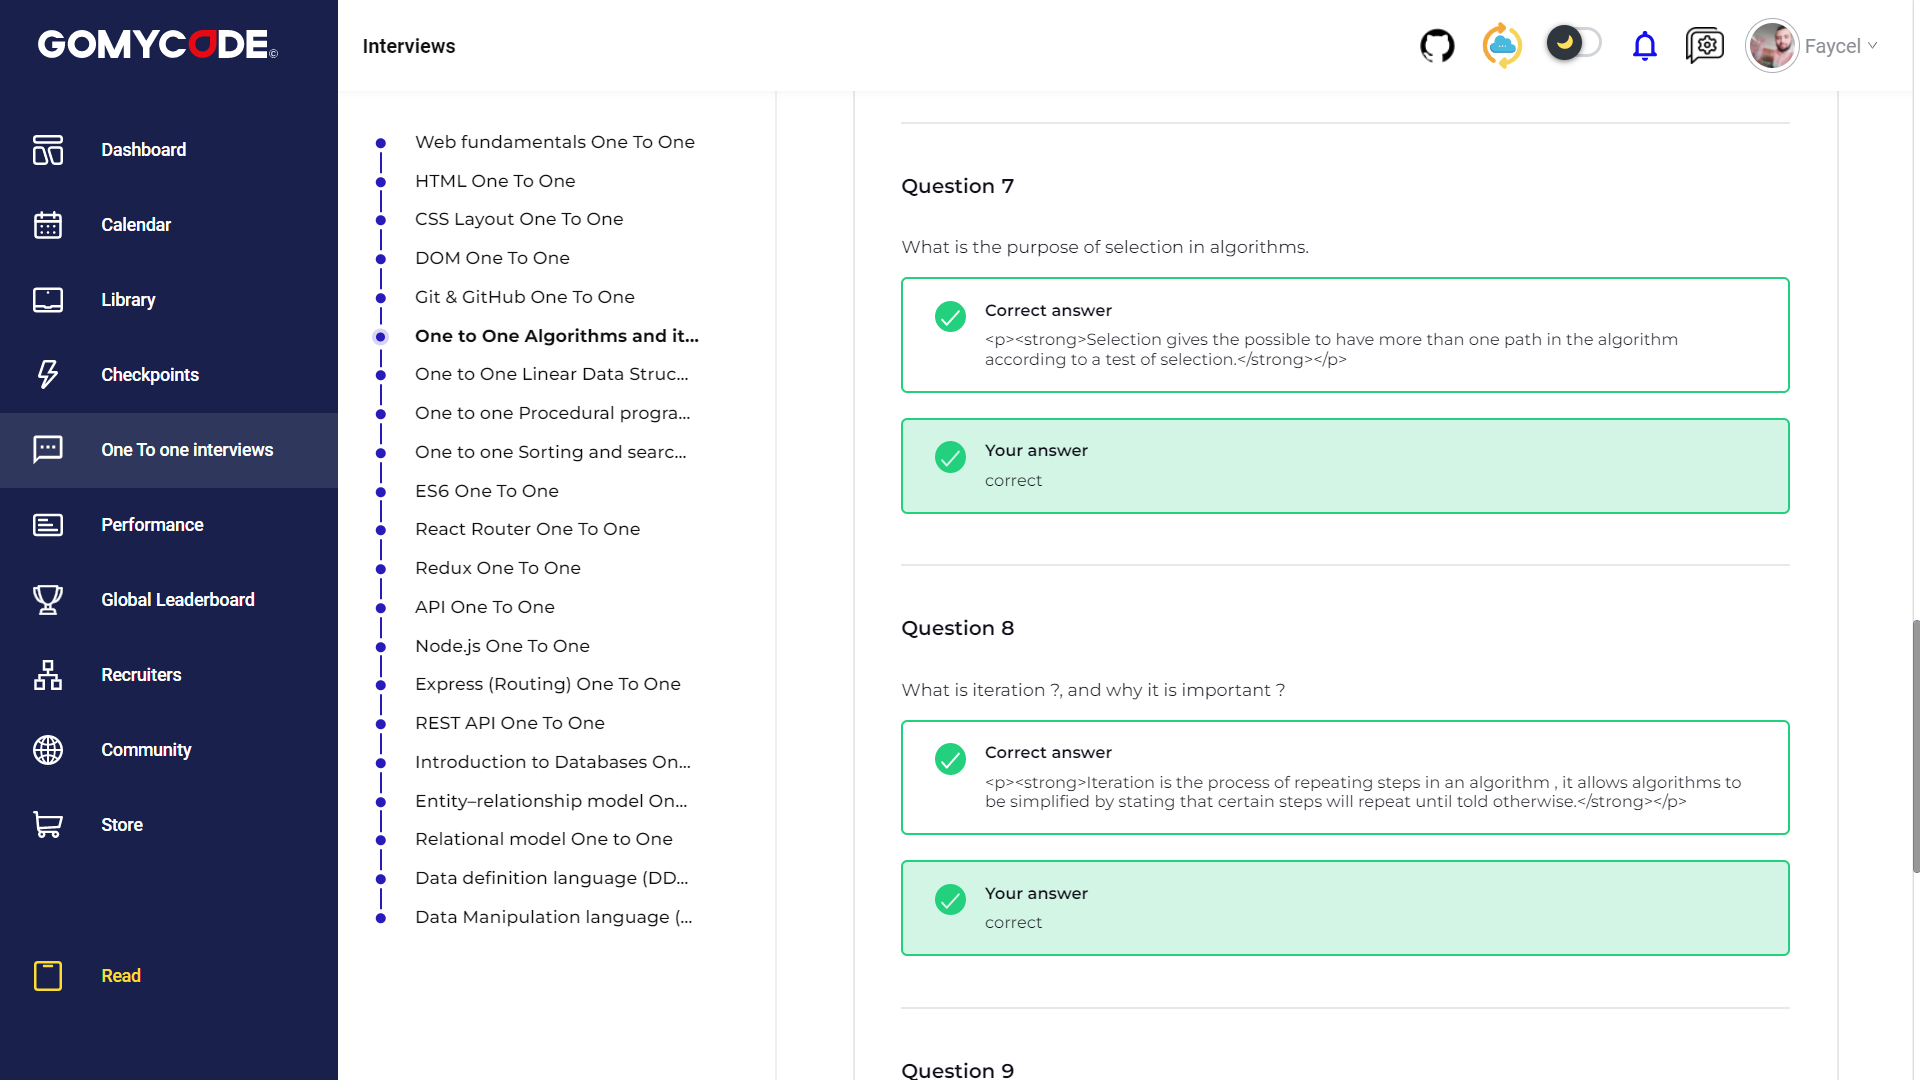 GOMYCODE©
Interviews
Faycel
Dashboard
Calendar
Library
Checkpoints
One To one interviews
Performance
Global Leaderboard
Recruiters
Community
Store
Read
Web fundamentals One To One
HTML One To One
CSS Layout One To One
DOM One To One
Git & GitHub One To One
One to One Algorithms and it...
One to One Linear Data Struc...
One to one Procedural progra...
One to one Sorting and searc...
ES6 One To One
React Router One To One
Redux One To One
API One To One
Node.js One To One
Express (Routing) One To One
REST API One To One
Introduction to Databases On...
Entity–relationship model On...
Relational model One to One
Data definition language (DD...
Data Manipulation language (...
Question 7
What is the purpose of selection in algorithms.
Correct answer
<p><strong>Selection gives the possible to have more than one path in the algorithm
according to a test of selection.</strong></p>
Your answer
correct
Question 8
What is iteration ?, and why it is important ?
Correct answer
<p><strong>Iteration is the process of repeating steps in an algorithm , it allows algorithms to
be simplified by stating that certain steps will repeat until told otherwise.</strong></p>
Your answer
correct
Question 9